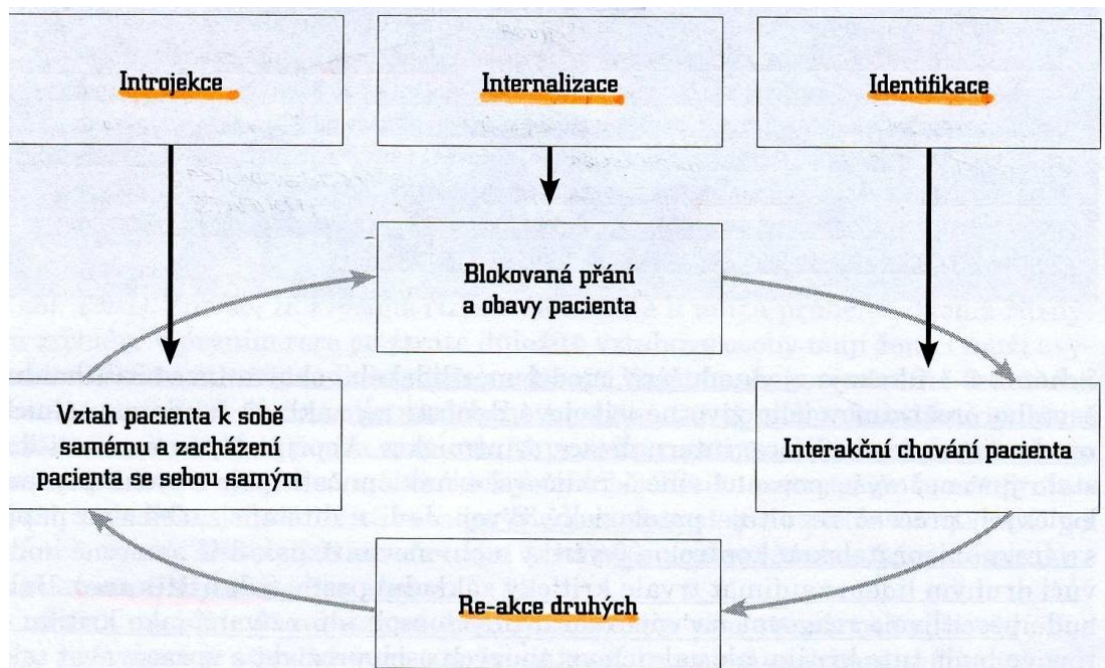 Introjekce
Internalizace
Identifikace
Blokovaná přání
a obavy pacienta
Vztah pacienta k sobě
samému a zacházení
pacienta se sebou samým
Interakční chování pacienta
Re-akce druhých